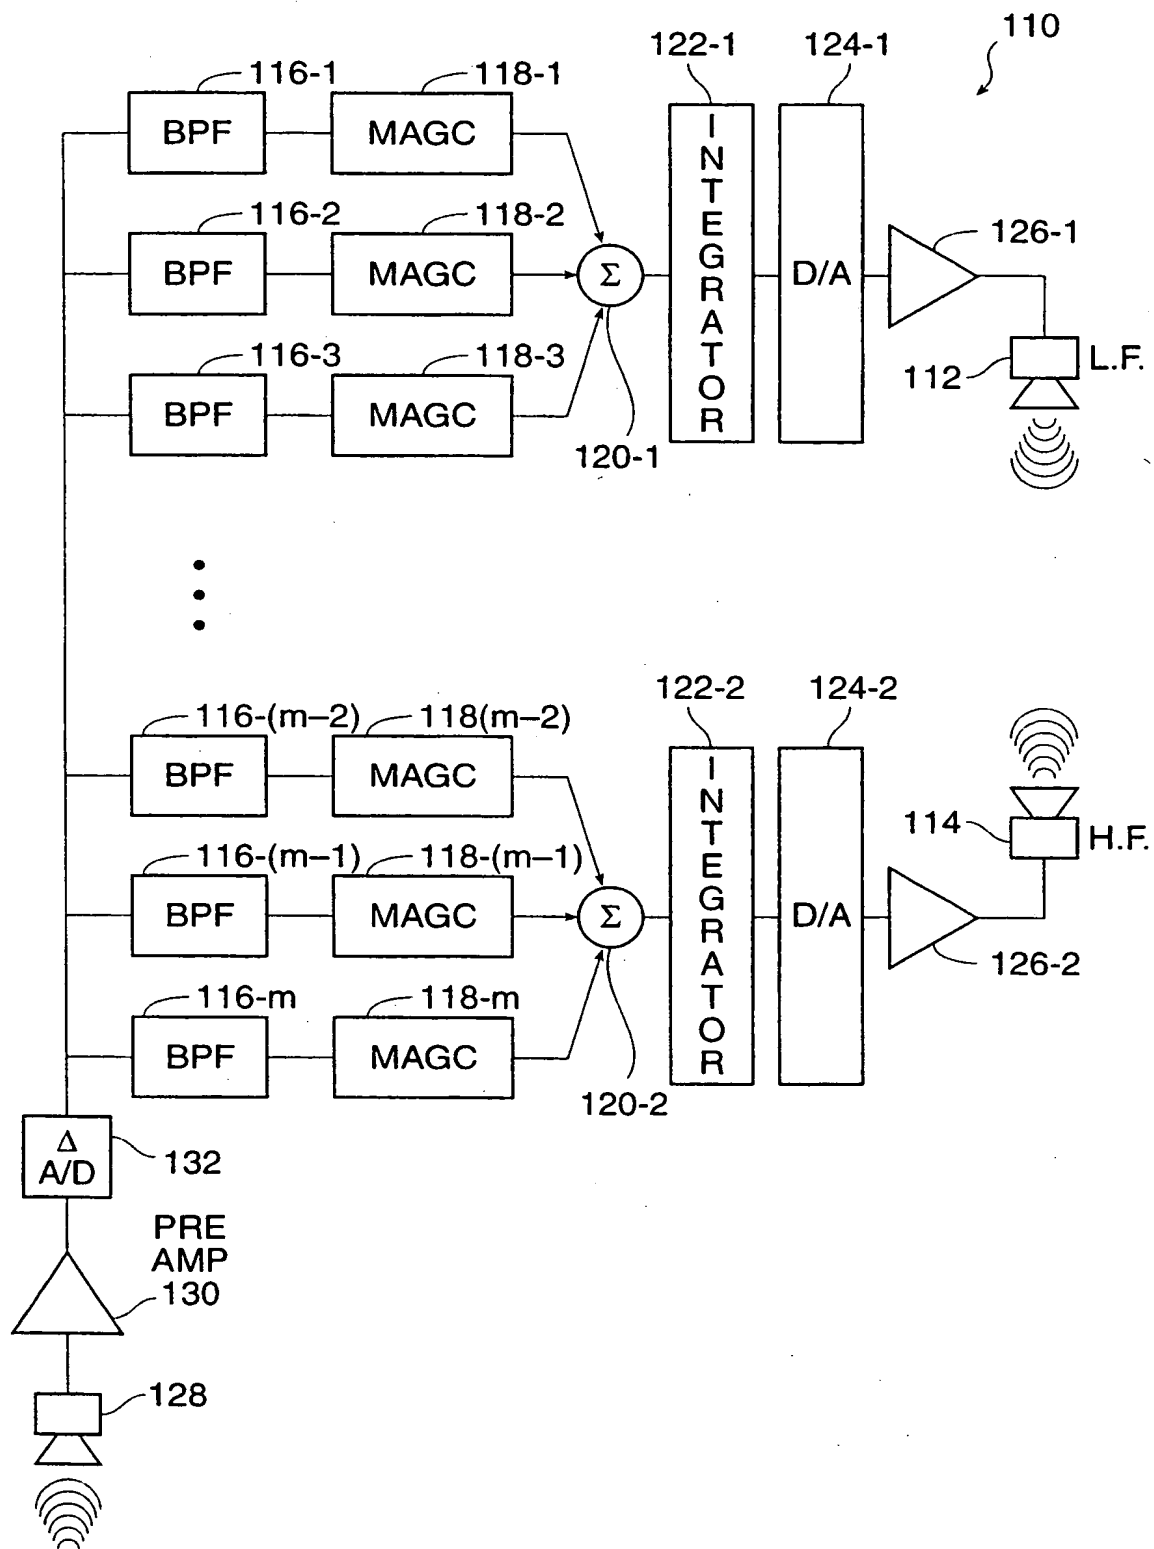 110
122-1 124-1
116-1 118-1
BPF MAGC
116-2 118-2
BPF MAGC
116-3 118-3
BPF MAGC
Σ
120-1
INTEGRATOR
D/A
126-1
112 L.F.
116-(m–2) 118(m–2)
BPF MAGC
116-(m–1) 118-(m–1)
BPF MAGC
116-m 118-m
BPF MAGC
Σ
120-2
122-2 124-2
INTEGRATOR
D/A
126-2
114 H.F.
Δ
A/D
132
PRE
AMP
130
128